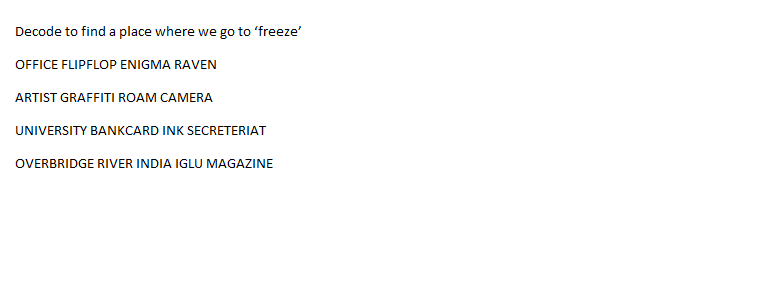 Decode to find a place where we go to ‘freeze’
OFFICE FLIPFLOP ENIGMA RAVEN
ARTIST GRAFFITI ROAM CAMERA
UNIVERSITY BANKCARD INK SECRETERIAT
OVERBRIDGE RIVER INDIA IGLU MAGAZINE